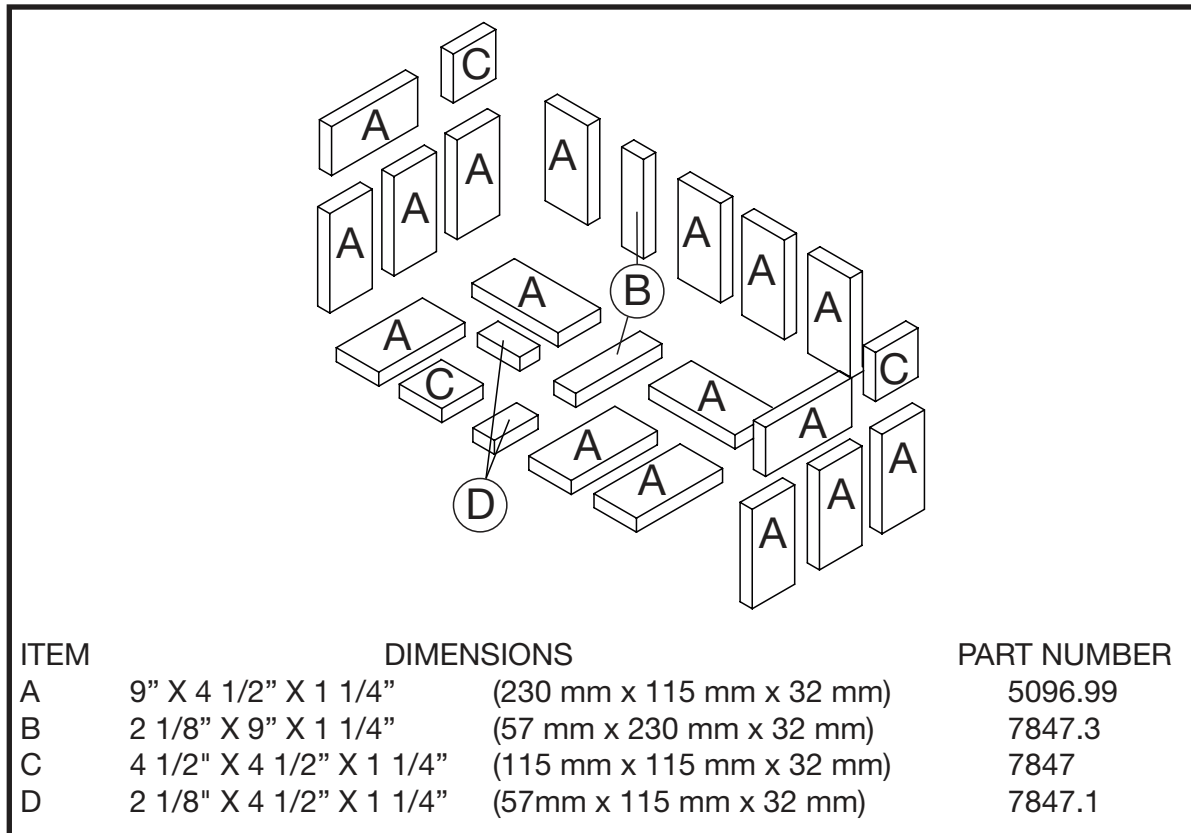 C
A
A
A
A
A
A
A
A
A
B
A
A
C
C
A
A
A
A
A
A
A
A
D
ITEM DIMENSIONS PART NUMBER
A 9” X 4 1/2” X 1 1/4” (230 mm x 115 mm x 32 mm) 5096.99
B 2 1/8” X 9” X 1 1/4” (57 mm x 230 mm x 32 mm) 7847.3
C 4 1/2" X 4 1/2” X 1 1/4” (115 mm x 115 mm x 32 mm) 7847
D 2 1/8" X 4 1/2” X 1 1/4” (57mm x 115 mm x 32 mm) 7847.1